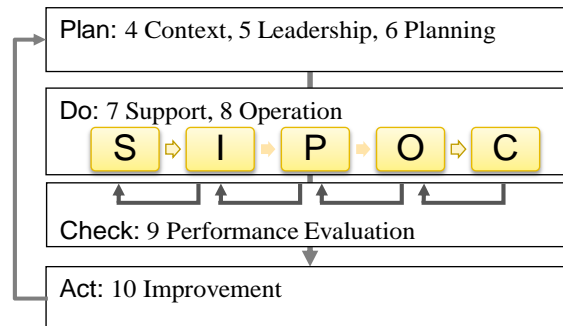 Plan: 4 Context, 5 Leadership, 6 Planning
Do: 7 Support, 8 Operation
S I P O C
Check: 9 Performance Evaluation
Act: 10 Improvement